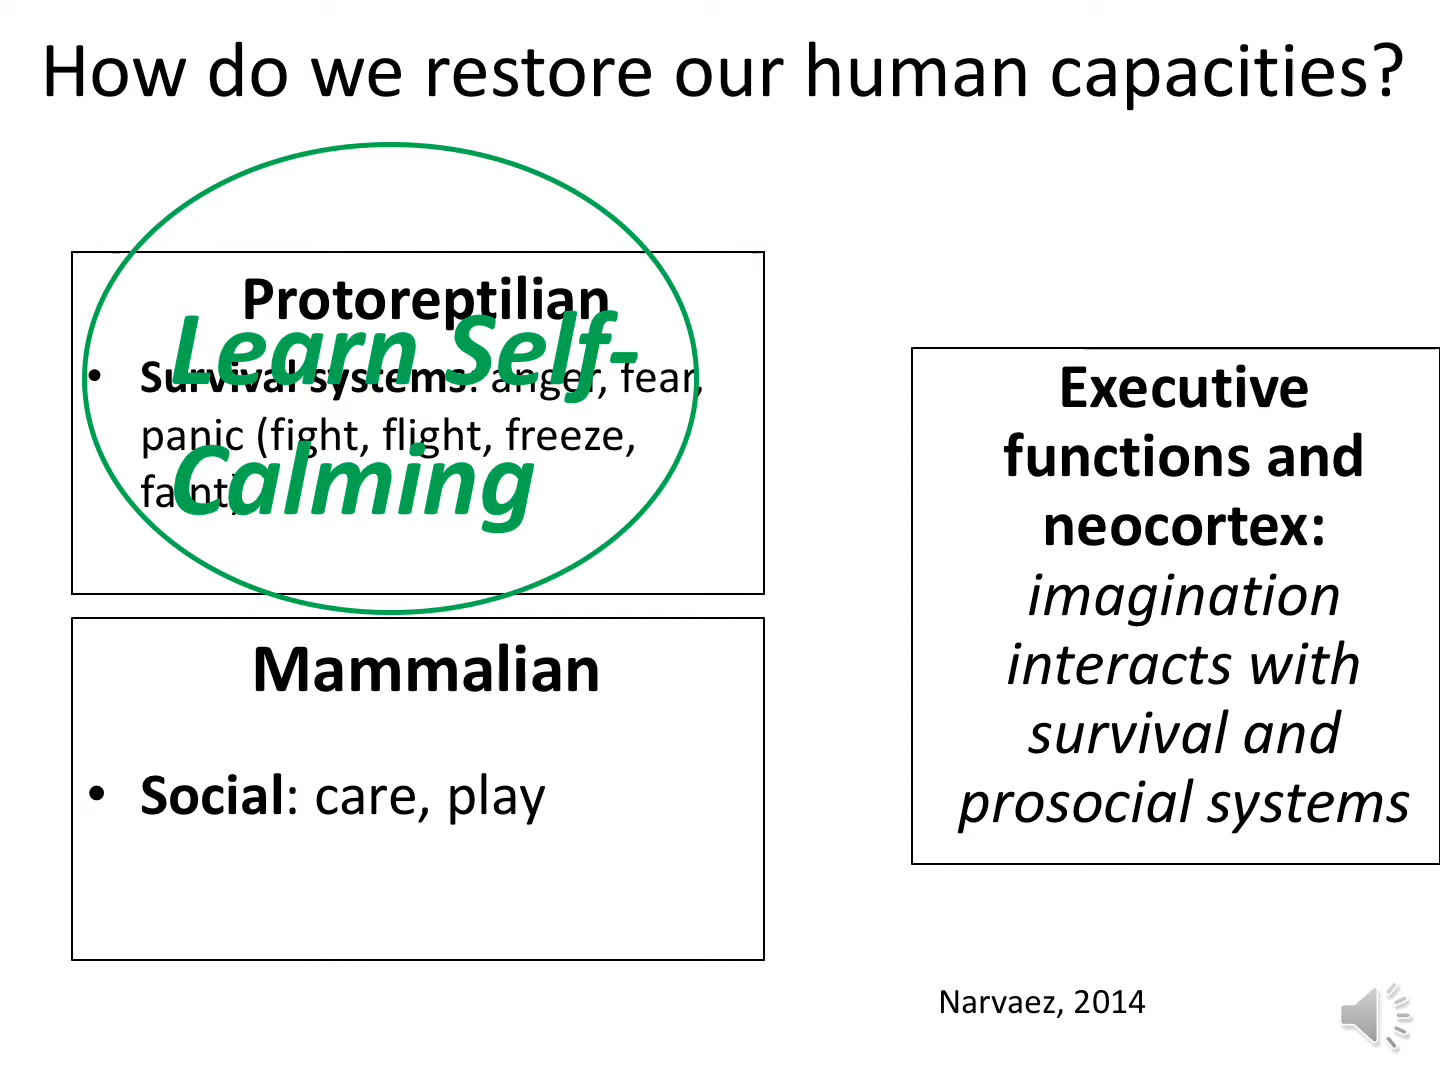 How do we restore our human capacities?
Protoreptilian
• Survival systems: anger, fear,
panic (fight, flight, freeze,
faint)
Learn Self-
Calming
Mammalian
• Social: care, play
Executive
functions and
neocortex:
imagination
interacts with
survival and
prosocial systems
Narvaez, 2014